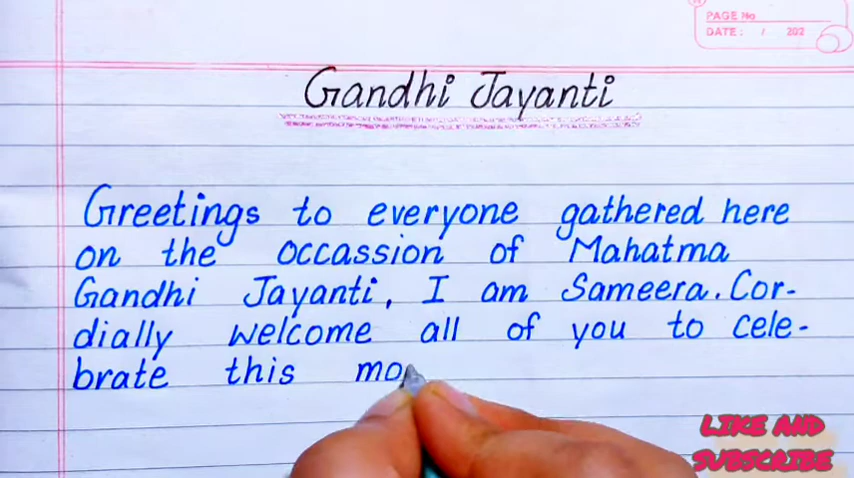 PAGE No
DATE: / 202
Gandhi Jayanti
Greetings to everyone gathered here
on the occassion of Mahatma
Gandhi Jayanti, I am Sameera. Cor-
dially welcome all of you to cele-
brate this mo
LIKE AND
SUBSCRIBE